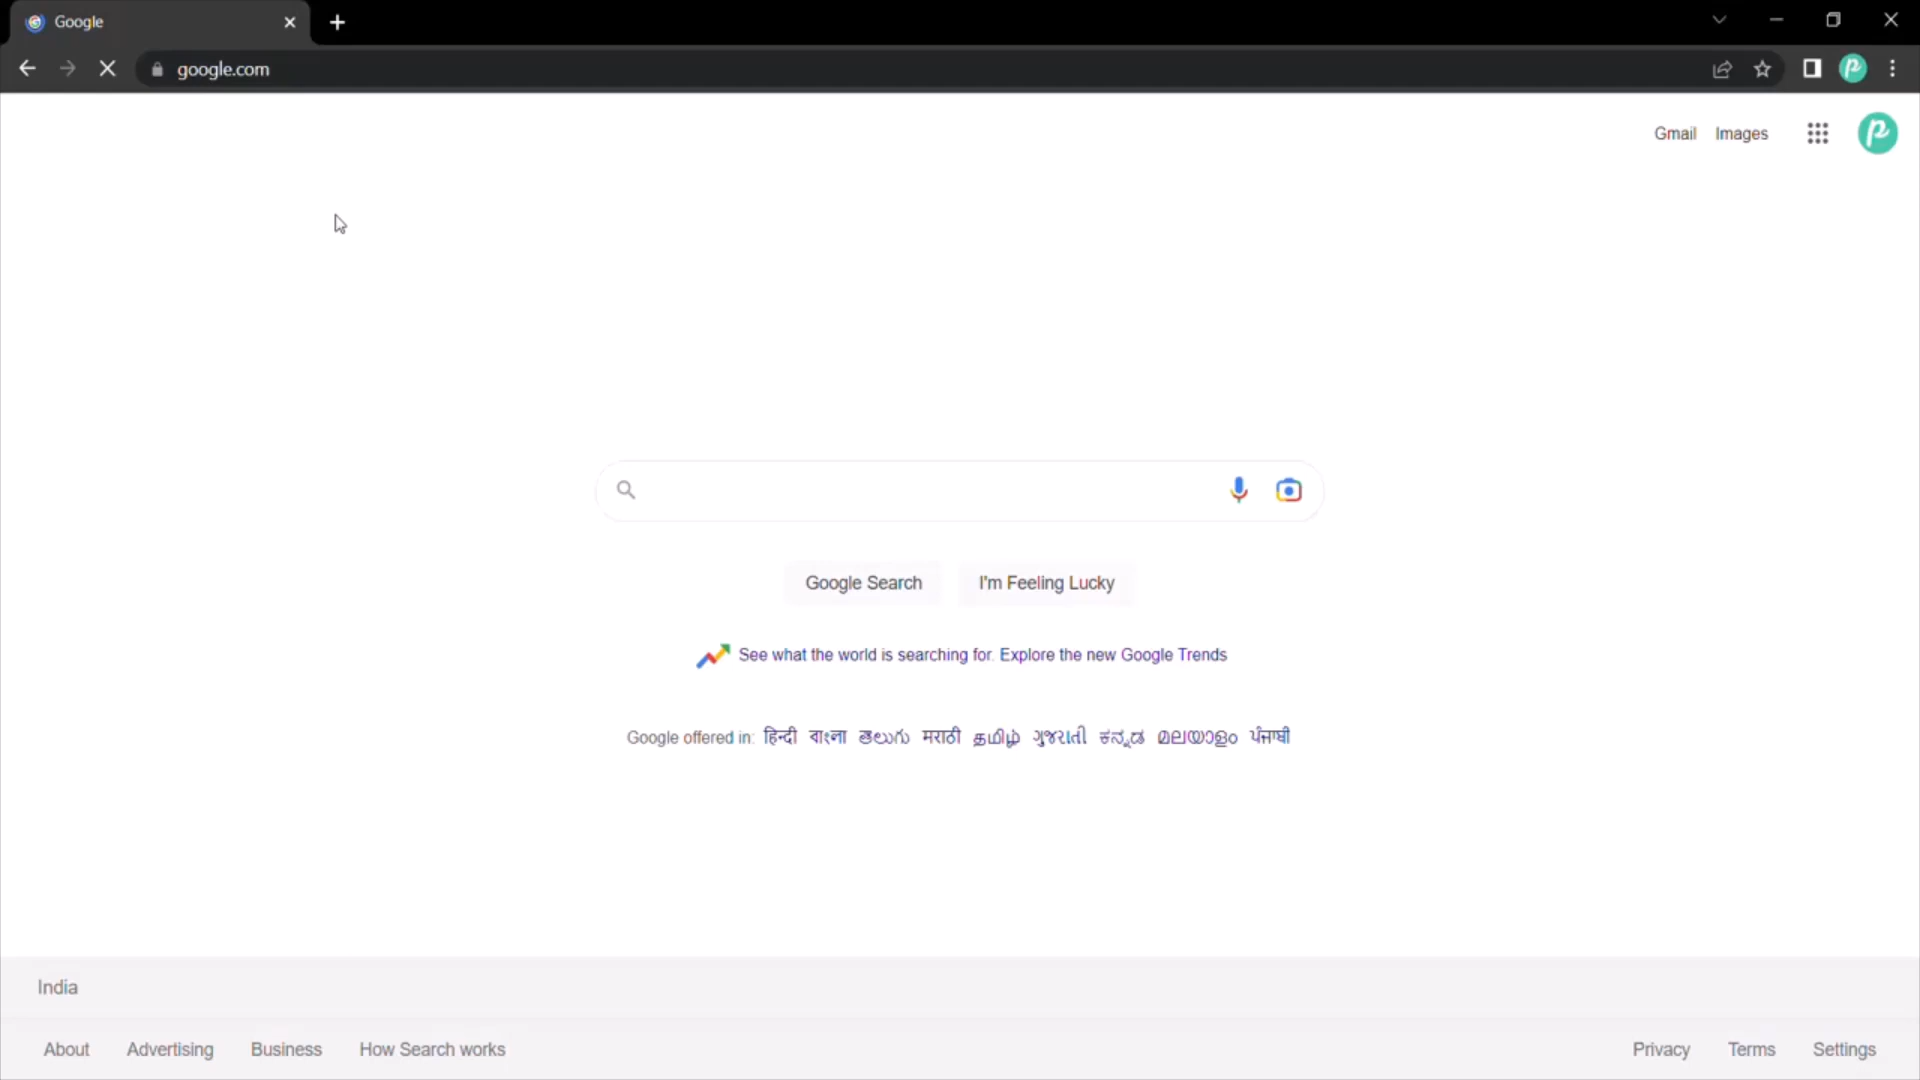 Google
google.com
Gmail Images
Google Search I'm Feeling Lucky
See what the world is searching for. Explore the new Google Trends
Google offered in: हिन्दी বাংলা తెలుగు मराठी தமிழ் ગુજરાતી ಕನ್ನಡ മലയാളം ਪੰਜਾਬੀ
India
About Advertising Business How Search works Privacy Terms Settings